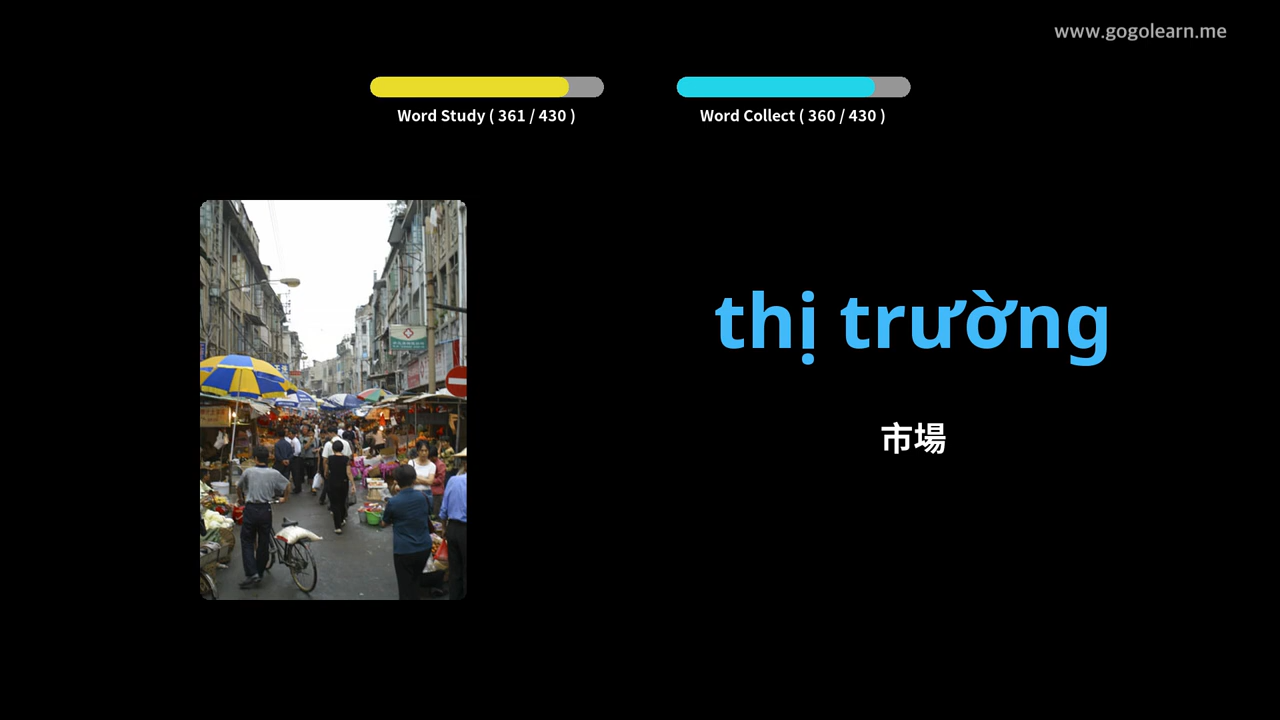 www.gogolearn.me
Word Study ( 361 / 430 )
Word Collect ( 360 / 430 )
thị trường
市場